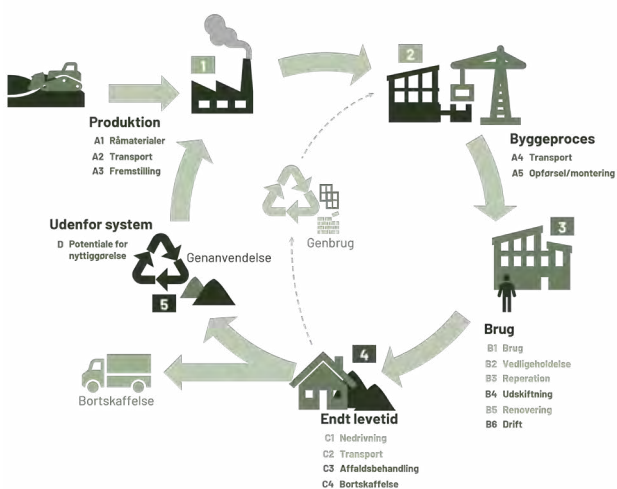 1
Produktion
A1 Råmaterialer
A2 Transport
A3 Fremstilling
2
Byggeproces
A4 Transport
A5 Opførsel/montering
3
Brug
B1 Brug
B2 Vedligeholdelse
B3 Reperation
B4 Udskiftning
B5 Renovering
B6 Drift
4
Endt levetid
C1 Nedrivning
C2 Transport
C3 Affaldsbehandling
C4 Bortskaffelse
Bortskaffelse
Udenfor system
D Potentiale for
nyttiggørelse
Genanvendelse
5
Genbrug